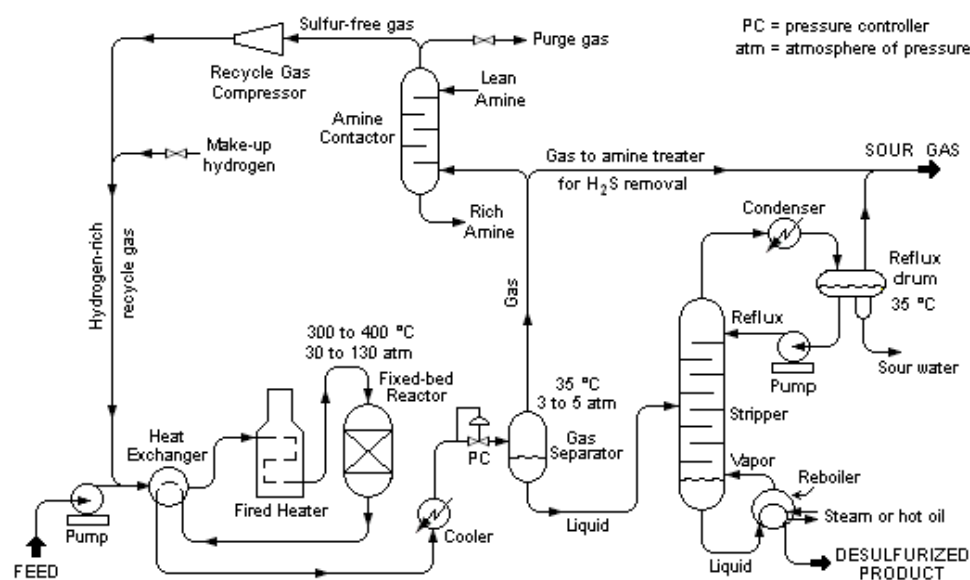 Sulfur-free gas
PC = pressure controller
atm = atmosphere of pressure
Purge gas
Recycle Gas
Compressor
Lean
Amine
Amine
Contactor
Make-up
hydrogen
Gas to amine treater
for H₂S removal
SOUR GAS
Rich
Amine
Condenser
Hydrogen-rich
recycle gas
Gas
Reflux
drum
35 ºC
300 to 400 ºC
30 to 130 atm
Fixed-bed
Reactor
Reflux
Pump
Sour water
35 ºC
3 to 5 atm
Gas
Separator
Stripper
Heat
Exchanger
PC
Vapor
Reboiler
Steam or hot oil
Pump
Fired Heater
Cooler
Liquid
Liquid
FEED
DESULFURIZED
PRODUCT